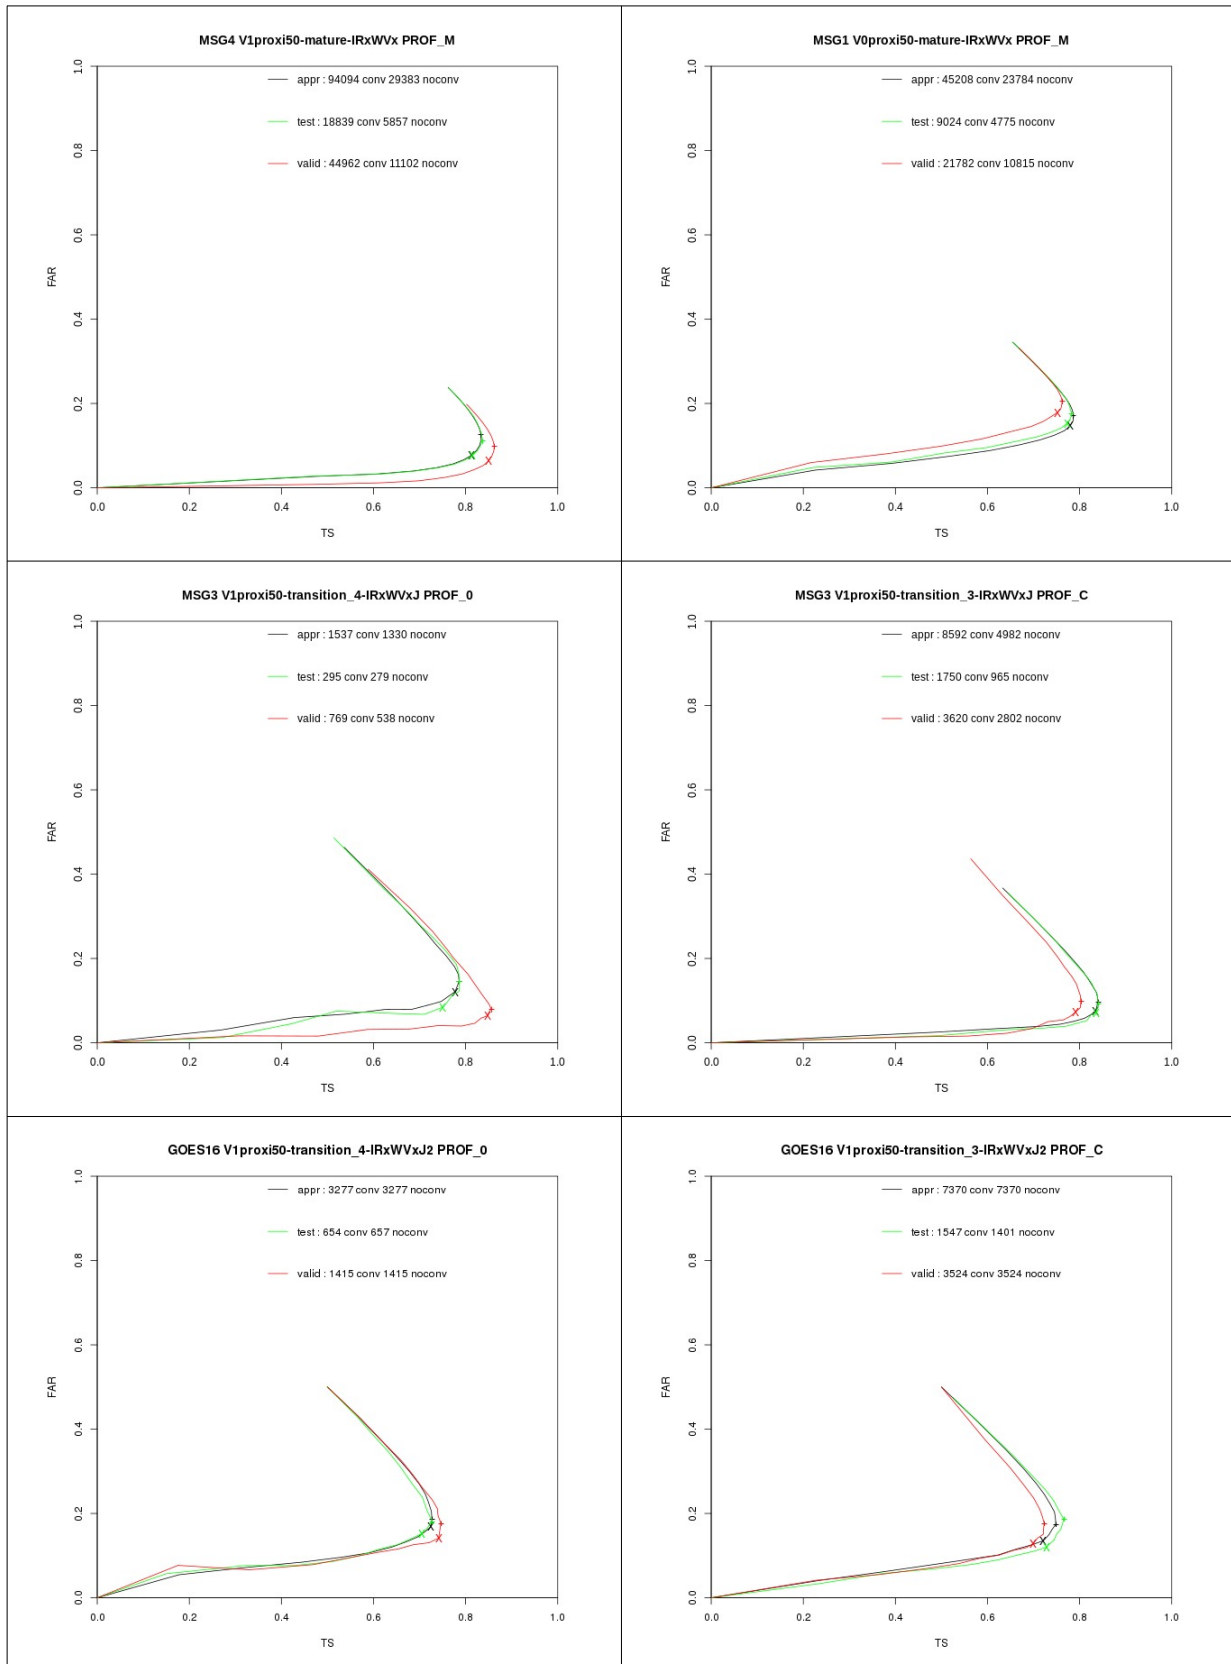 MSG4 V1proxi50-mature-IRxWVx PROF_M
appr : 94094 conv 29383 noconv
test : 18839 conv 5857 noconv
valid : 44962 conv 11102 noconv
FAR
0.0 0.2 0.4 0.6 0.8 1.0
0.0 0.2 0.4 0.6 0.8 1.0
TS
MSG1 V0proxi50-mature-IRxWVx PROF_M
appr : 45208 conv 23784 noconv
test : 9024 conv 4775 noconv
valid : 21782 conv 10815 noconv
FAR
0.0 0.2 0.4 0.6 0.8 1.0
0.0 0.2 0.4 0.6 0.8 1.0
TS
MSG3 V1proxi50-transition_4-IRxWVxJ PROF_0
appr : 1537 conv 1330 noconv
test : 295 conv 279 noconv
valid : 769 conv 538 noconv
FAR
0.0 0.2 0.4 0.6 0.8 1.0
0.0 0.2 0.4 0.6 0.8 1.0
TS
MSG3 V1proxi50-transition_3-IRxWVxJ PROF_C
appr : 8592 conv 4982 noconv
test : 1750 conv 965 noconv
valid : 3620 conv 2802 noconv
FAR
0.0 0.2 0.4 0.6 0.8 1.0
0.0 0.2 0.4 0.6 0.8 1.0
TS
GOES16 V1proxi50-transition_4-IRxWVxJ2 PROF_0
appr : 3277 conv 3277 noconv
test : 654 conv 657 noconv
valid : 1415 conv 1415 noconv
FAR
0.0 0.2 0.4 0.6 0.8 1.0
0.0 0.2 0.4 0.6 0.8 1.0
TS
GOES16 V1proxi50-transition_3-IRxWVxJ2 PROF_C
appr : 7370 conv 7370 noconv
test : 1547 conv 1401 noconv
valid : 3524 conv 3524 noconv
FAR
0.0 0.2 0.4 0.6 0.8 1.0
0.0 0.2 0.4 0.6 0.8 1.0
TS